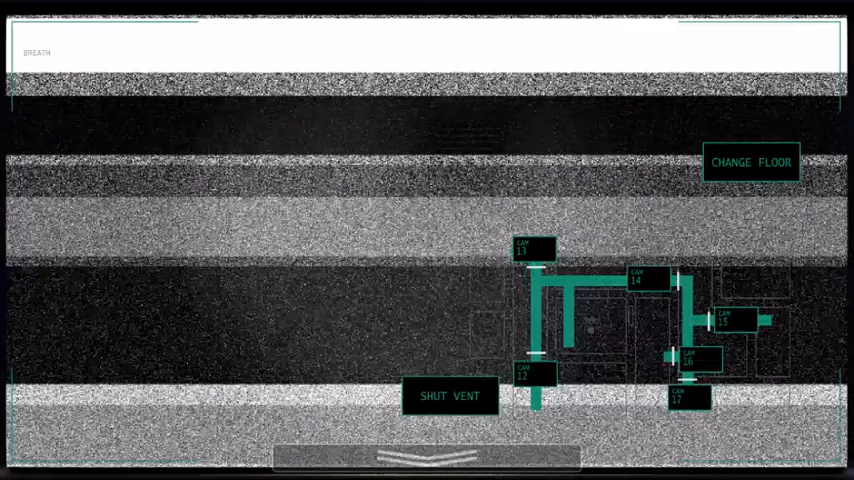 BREATH
CHANGE FLOOR
CAM
13
CAM
14
CAM
15
CAM
16
CAM
12
CAM
17
SHUT VENT